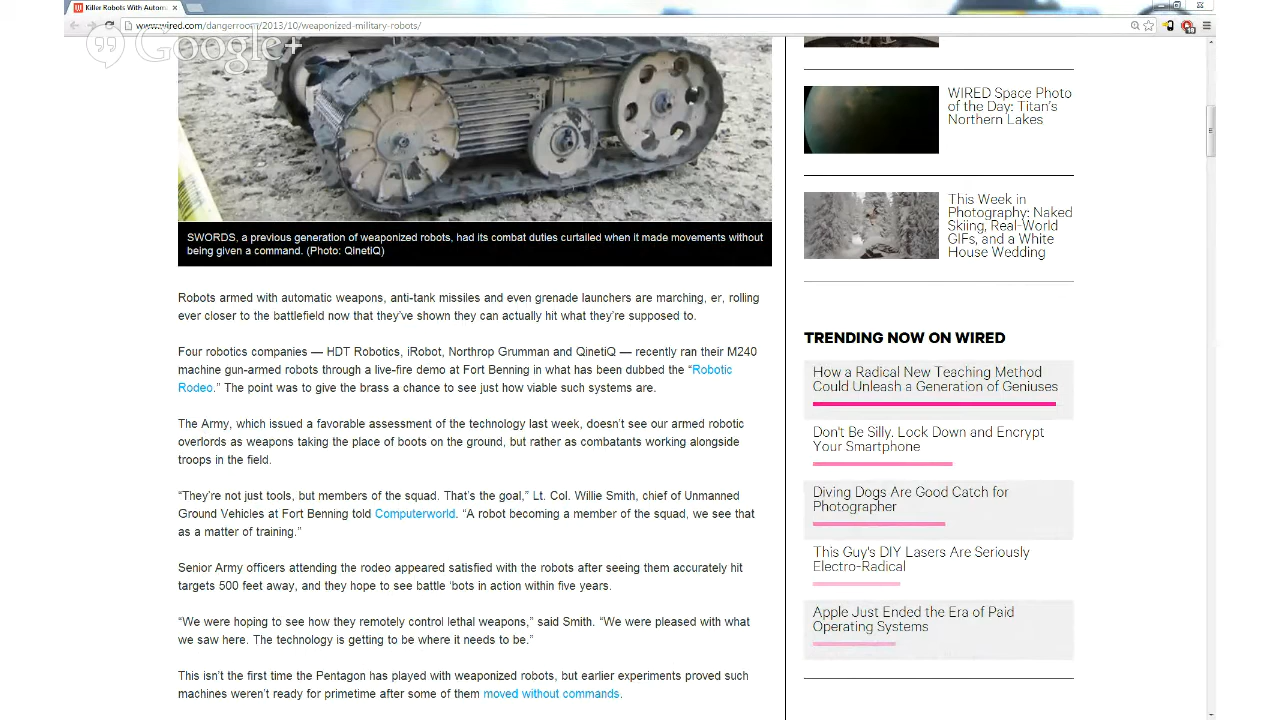 Killer Robots With Autom
www.wired.com/dangerroom/2013/10/weaponized-military-robots/
Google+
SWORDS, a previous generation of weaponized robots, had its combat duties curtailled when it made movements without
being given a command. (Photo: QinetiQ)
Robots armed with automatic weapons, anti-tank missiles and even grenade launchers are marching, er, rolling
ever closer to the battlefield now that they've shown they can actually hit what they're supposed to.
Four robotics companies — HDT Robotics, iRobot, Northrop Grumman and QinetiQ — recently ran their M240
machine gun-armed robots through a live-fire demo at Fort Benning in what has been dubbed the “Robotic
Rodeo.” The point was to give the brass a chance to see just how viable such systems are.
The Army, which issued a favorable assessment of the technology last week, doesn't see our armed robotic
overlords as weapons taking the place of boots on the ground, but rather as combatants working alongside
troops in the field.
“They're not just tools, but members of the squad. That's the goal,” Lt. Col. Willie Smith, chief of Unmanned
Ground Vehicles at Fort Benning told Computerworld. “A robot becoming a member of the squad, we see that
as a matter of training.”
Senior Army officers attending the rodeo appeared satisfied with the robots after seeing them accurately hit
targets 500 feet away, and they hope to see battle 'bots in action within five years.
“We were hoping to see how they remotely control lethal weapons,” said Smith. “We were pleased with what
we saw here. The technology is getting to be where it needs to be.”
This isn't the first time the Pentagon has played with weaponized robots, but earlier experiments proved such
machines weren't ready for primetime after some of them moved without commands.
WIRED Space Photo
of the Day: Titan's
Northern Lakes
This Week in
Photography: Naked
Skiing, Real-World
GIFs, and a White
House Wedding
TRENDING NOW ON WIRED
How a Radical New Teaching Method
Could Unleash a Generation of Geniuses
Don't Be Silly. Lock Down and Encrypt
Your Smartphone
Diving Dogs Are Good Catch for
Photographer
This Guy's DIY Lasers Are Seriously
Electro-Radical
Apple Just Ended the Era of Paid
Operating Systems